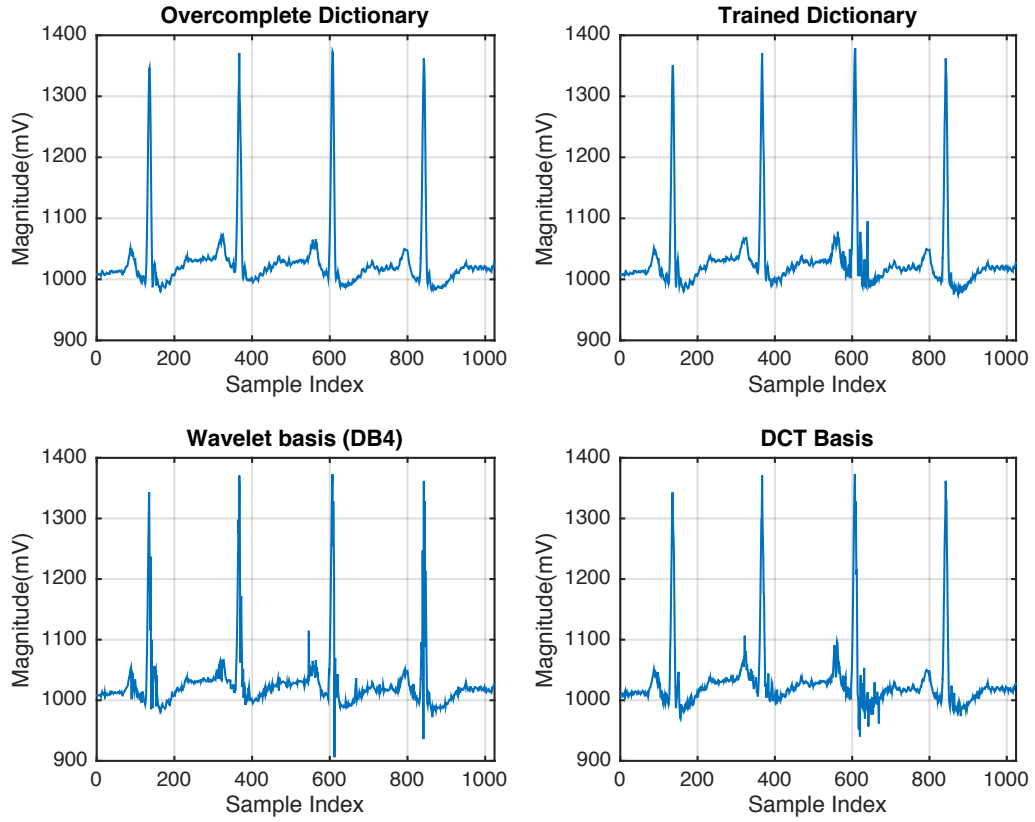 Overcomplete Dictionary
1400
1300
1200
1100
1000
900
Magnitude(mV)
0 200 400 600 800 1000
Sample Index
Trained Dictionary
1400
1300
1200
1100
1000
900
Magnitude(mV)
0 200 400 600 800 1000
Sample Index
Wavelet basis (DB4)
1400
1300
1200
1100
1000
900
Magnitude(mV)
0 200 400 600 800 1000
Sample Index
DCT Basis
1400
1300
1200
1100
1000
900
Magnitude(mV)
0 200 400 600 800 1000
Sample Index